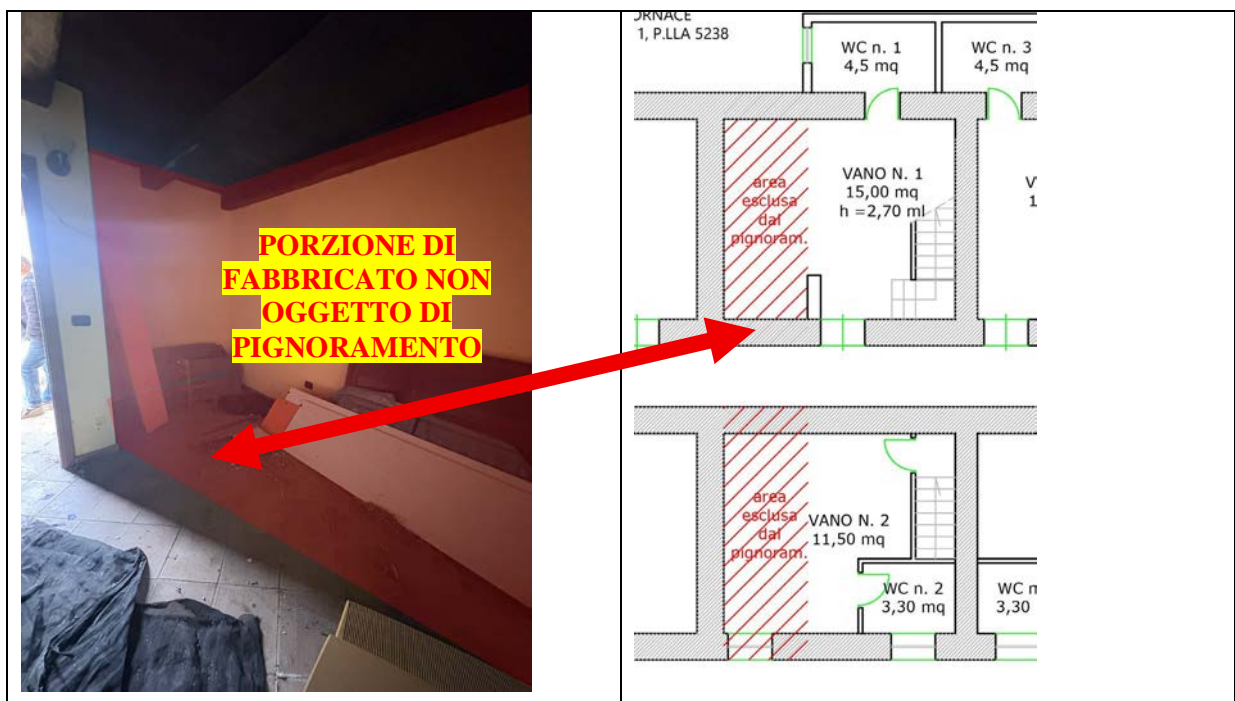 PORZIONE DI
FABBRICATO NON
OGGETTO DI
PIGNORAMENTO
1, P.LLA 5238
WC n. 1
4,5 mq
WC n. 3
4,5 mq
VANO N. 1
15,00 mq
h =2,70 ml
area
esclusa
dal
pignoram.
area
esclusa
dal
pignoram.
VANO N. 2
11,50 mq
WC n. 2
3,30 mq
WC
3,30